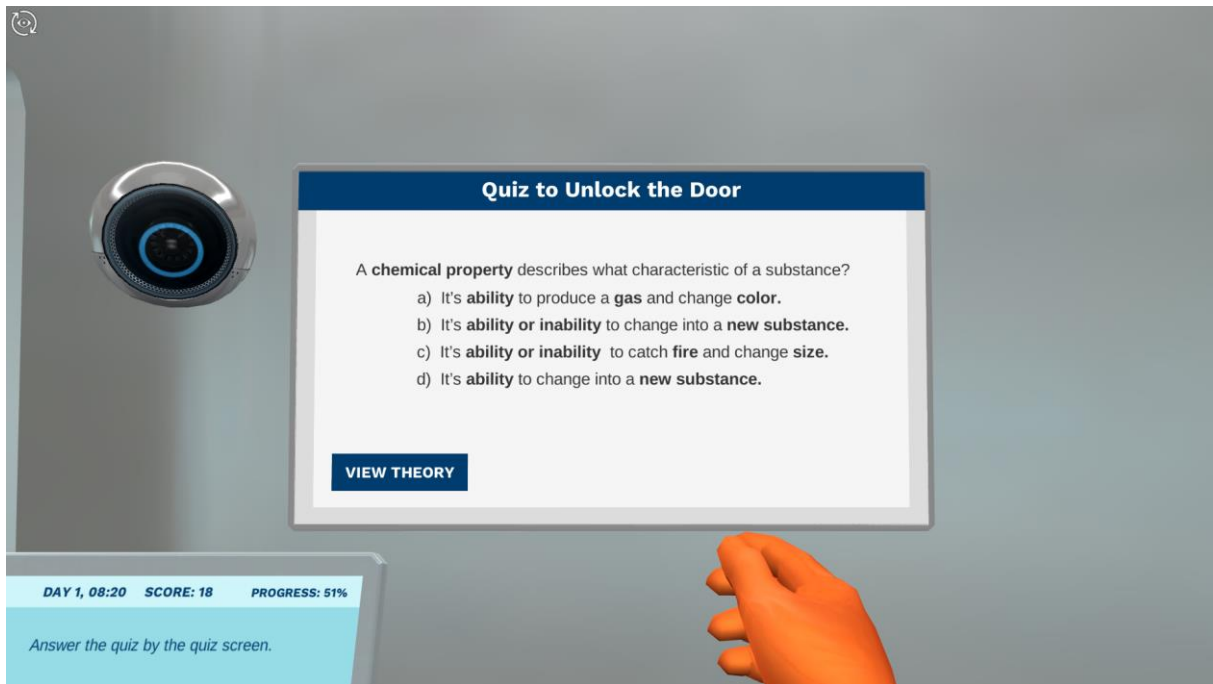 Quiz to Unlock the Door
A chemical property describes what characteristic of a substance?
a) It's ability to produce a gas and change color.
b) It's ability or inability to change into a new substance.
c) It's ability or inability to catch fire and change size.
d) It's ability to change into a new substance.
VIEW THEORY
DAY 1, 08:20 SCORE: 18 PROGRESS: 51%
Answer the quiz by the quiz screen.